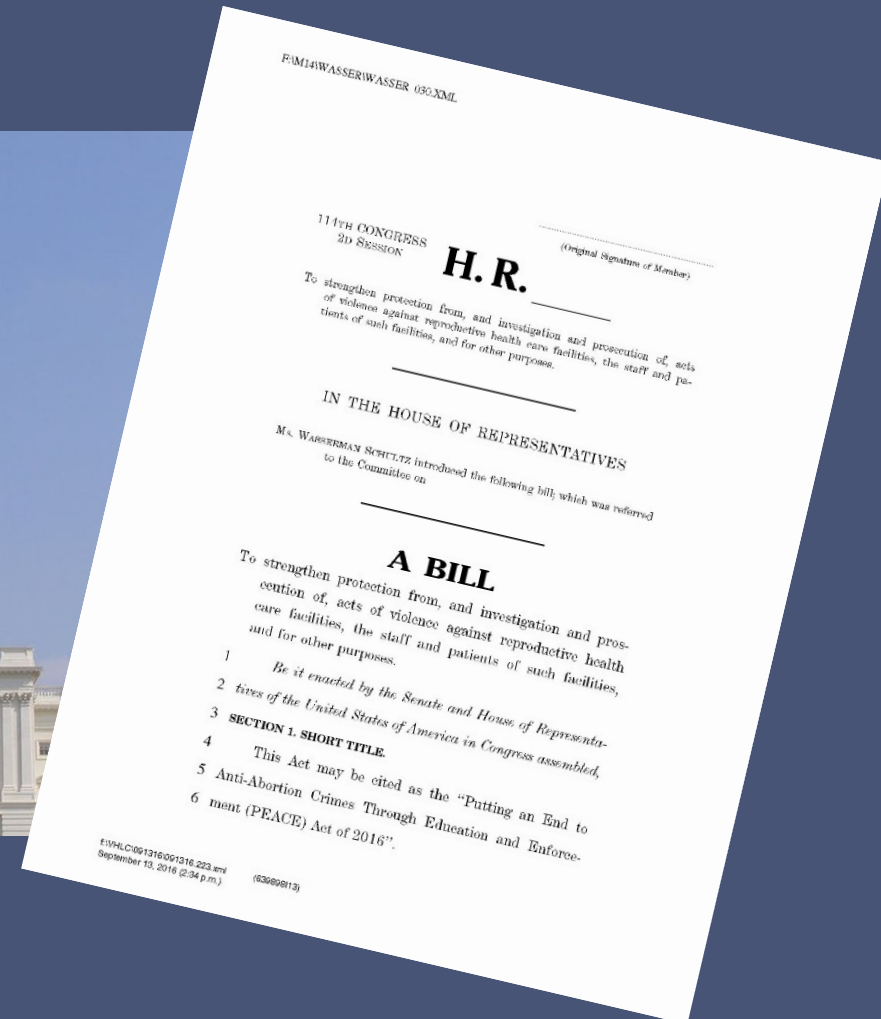 F:\M14\WASSER\WASSER_030.XML
114TH CONGRESS
2D SESSION
H. R.
(Original Signature of Member)
To strengthen protection from, and investigation and prosecution of, acts
of violence against reproductive health care facilities, the staff and pa-
tients of such facilities, and for other purposes.
IN THE HOUSE OF REPRESENTATIVES
Ms. WASSERMAN SCHULTZ introduced the following bill; which was referred
to the Committee on
A BILL
To strengthen protection from, and investigation and pros-
ecution of, acts of violence against reproductive health
care facilities, the staff and patients of such facilities,
and for other purposes.
1 Be it enacted by the Senate and House of Representa-
2 tives of the United States of America in Congress assembled,
3 SECTION 1. SHORT TITLE.
4 This Act may be cited as the “Putting an End to
5 Anti-Abortion Crimes Through Education and Enforce-
6 ment (PEACE) Act of 2016”.
f:\VHLC\091316\091316.223.xml (639898|13)
September 13, 2016 (2:34 p.m.)